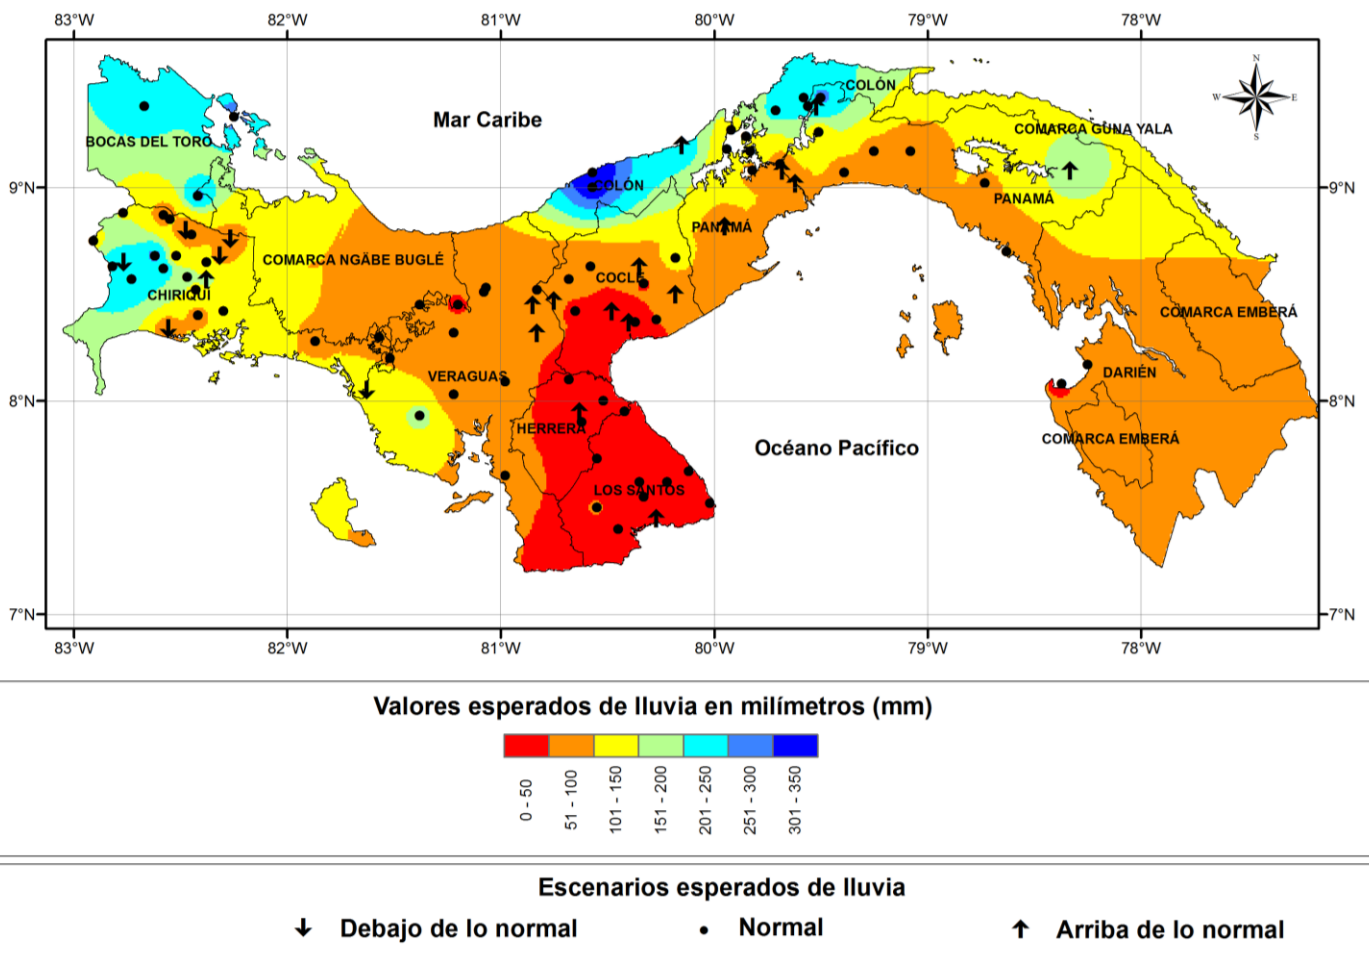 83°W 82°W 81°W 80°W 79°W 78°W
N
W E
S
COLÓN
Mar Caribe
COMARCA GUNA YALA
BOCAS DEL TORO
9°N 9°N
COLÓN
PANAMÁ
PANAMÁ
COMARCA NGÄBE BUGLÉ
COCLÉ
CHIRIQUÍ
COMARCA EMBERÁ
VERAGUAS
DARIÉN
8°N 8°N
HERRERA
COMARCA EMBERÁ
Océano Pacífico
LOS SANTOS
7°N 7°N
83°W 82°W 81°W 80°W 79°W 78°W
Valores esperados de lluvia en milímetros (mm)
0 - 50
51 - 100
101 - 150
151 - 200
201 - 250
251 - 300
301 - 350
Escenarios esperados de lluvia
Debajo de lo normal Normal Arriba de lo normal